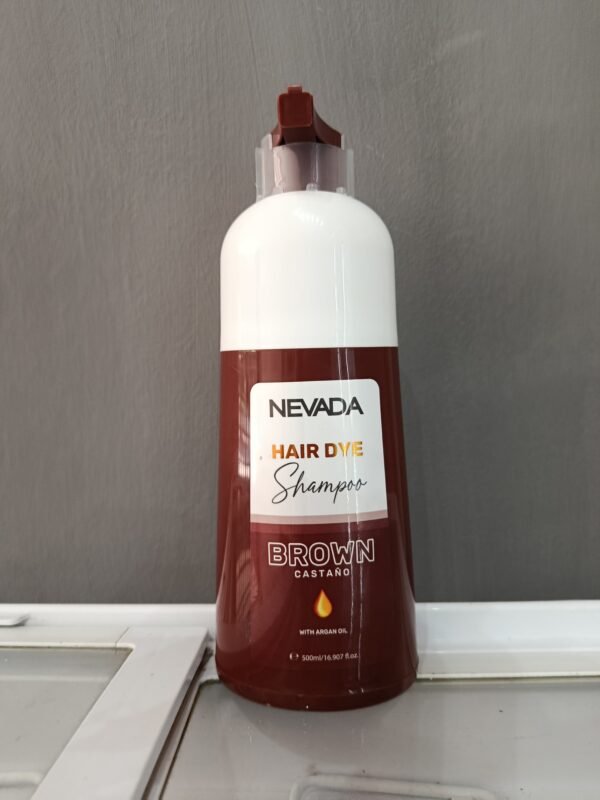 NEVADA
HAIR DYE
Shampoo
BROWN
CASTAÑO
WITH ARGAN OIL
℮ 500ml/16.907 fl.oz.